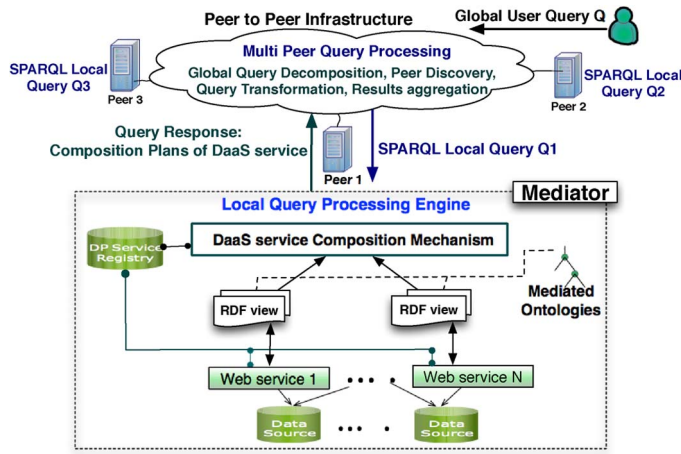 Peer to Peer Infrastructure
Global User Query Q
Multi Peer Query Processing
Global Query Decomposition, Peer Discovery,
Query Transformation, Results aggregation
SPARQL Local
Query Q3
Peer 3
SPARQL Local
Query Q2
Peer 2
Query Response:
Composition Plans of DaaS service
Peer 1
SPARQL Local Query Q1
Mediator
Local Query Processing Engine
DaaS service Composition Mechanism
DP Service
Registry
RDF view
RDF view
Mediated
Ontologies
Web service 1
• • •
Web service N
Data
Source
• • •
Data
Source